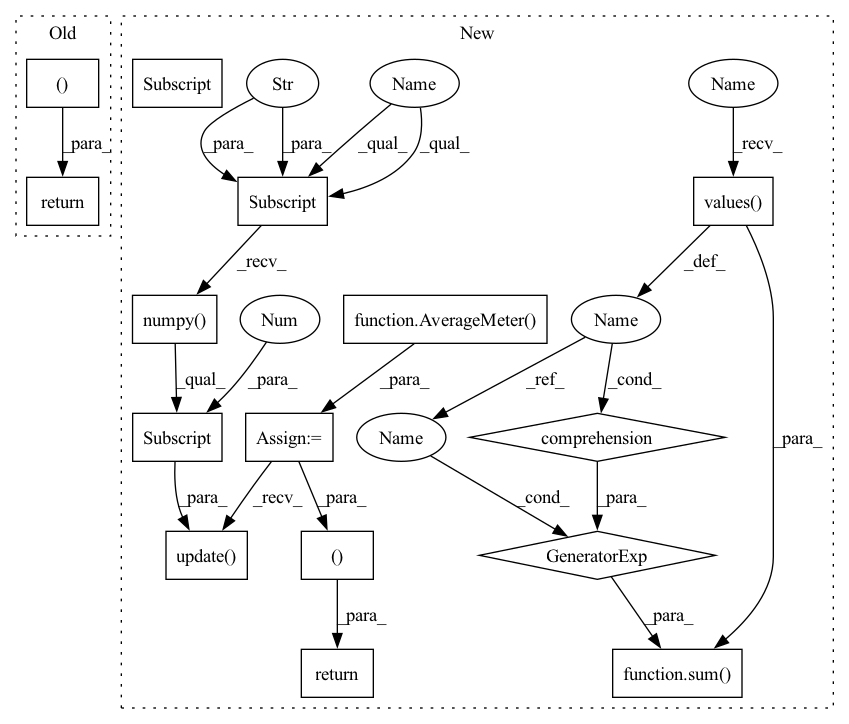 Old
New
()
Subscript
Str
Name
Name
_para_
_para_
_para_
_qual_
_qual_
_recv_
return
Subscript
values()
_recv_
_def_
numpy()
Num
function.AverageMeter()
Name
_qual_
_para_
_para_
_ref_
_cond_
Subscript
Assign:=
Name
comprehension
_para_
_para_
_recv_
_para_
_cond_
_para_
update()
()
GeneratorExp
_para_
_para_
return
function.sum()